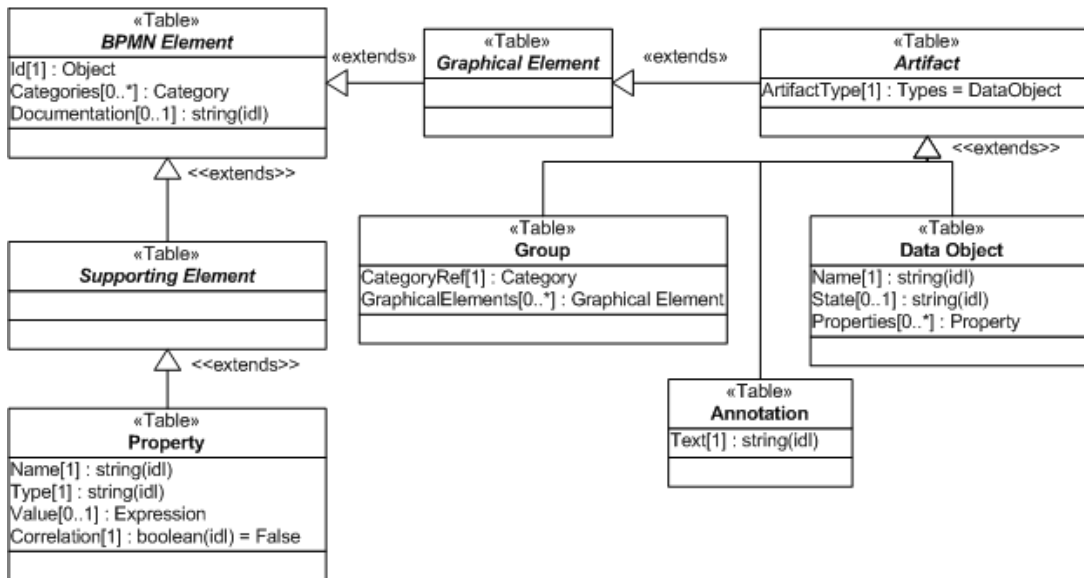 «Table»
BPMN Element
Id[1] : Object
Categories[0..*] : Category
Documentation[0..1] : string(idl)
«extends»
«Table»
Graphical Element
«extends»
«Table»
Artifact
ArtifactType[1] : Types = DataObject
<<extends>>
<<extends>>
«Table»
Supporting Element
<<extends>>
«Table»
Property
Name[1] : string(idl)
Type[1] : string(idl)
Value[0..1] : Expression
Correlation[1] : boolean(idl) = False
«Table»
Group
CategoryRef[1] : Category
GraphicalElements[0..*] : Graphical Element
«Table»
Data Object
Name[1] : string(idl)
State[0..1] : string(idl)
Properties[0..*] : Property
«Table»
Annotation
Text[1] : string(idl)